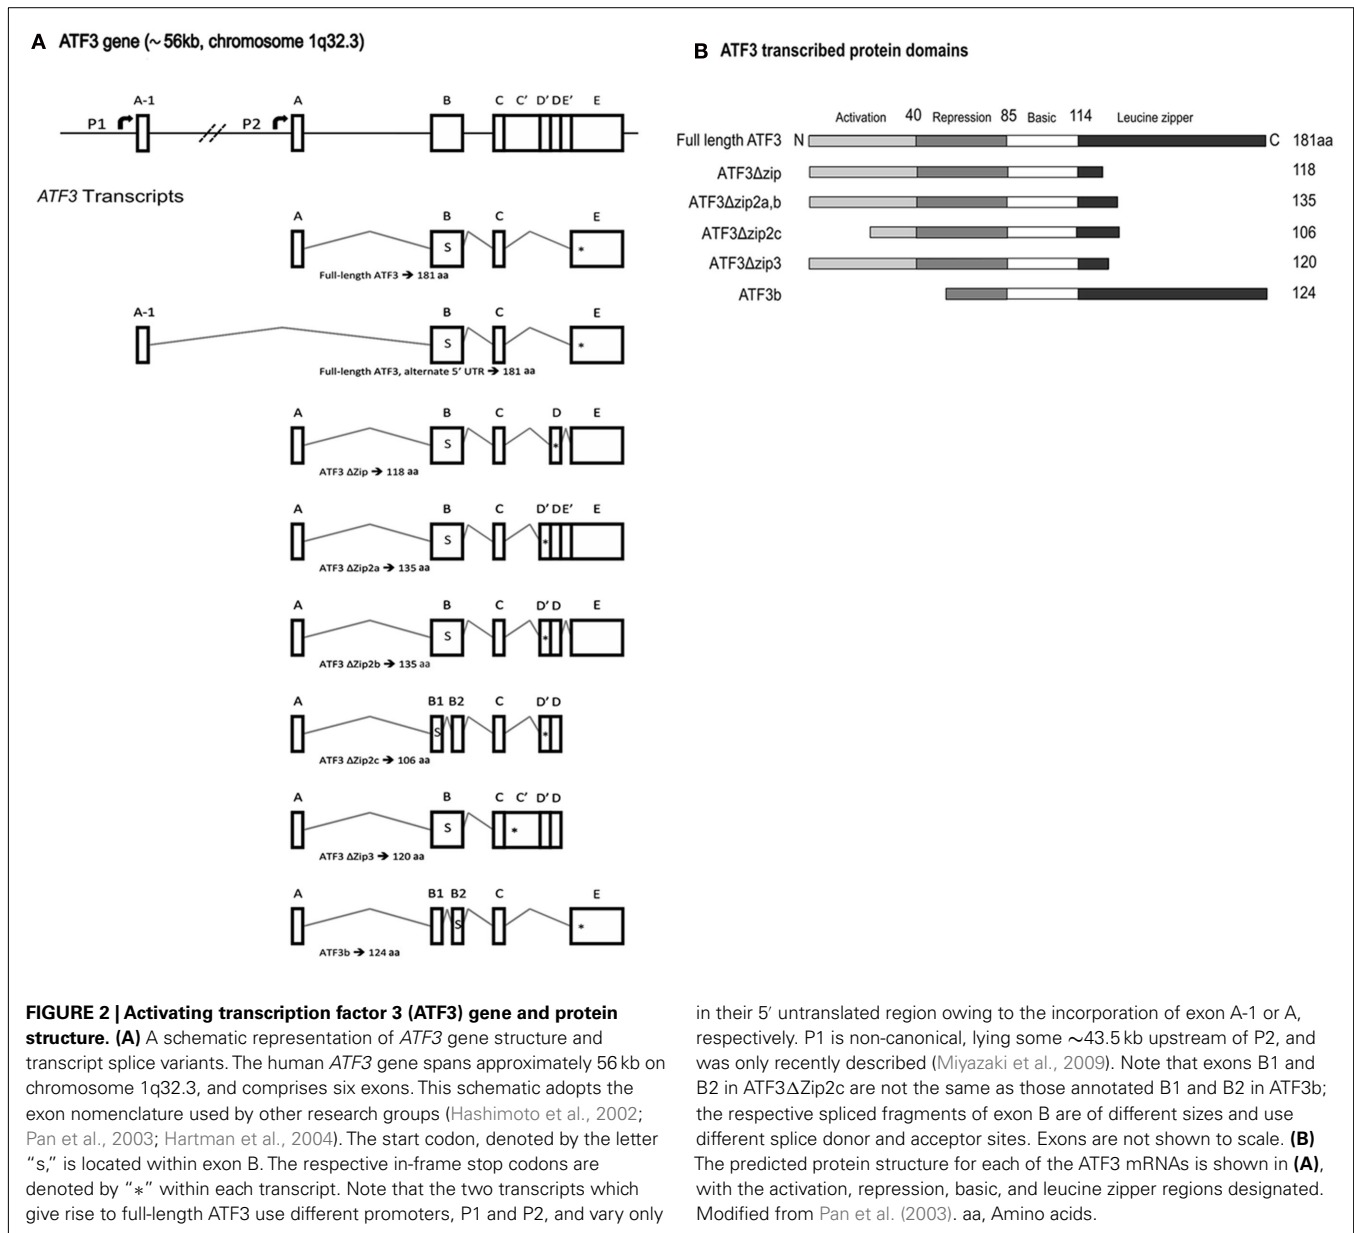 A ATF3 gene (~56kb, chromosome 1q32.3)
A-1 A B C C′ D′ D E′ E
P1 P2
ATF3 Transcripts
A B C E
S *
Full-length ATF3 → 181 aa
A-1 B C E
S *
Full-length ATF3, alternate 5′ UTR → 181 aa
A B C D E
S *
ATF3 ΔZip → 118 aa
A B C D′ D E′ E
S *
ATF3 ΔZip2a → 135 aa
A B C D′ D E
S *
ATF3 ΔZip2b → 135 aa
A B1 B2 C D′ D
S *
ATF3 ΔZip2c → 106 aa
A B C C′ D′ D
S *
ATF3 ΔZip3 → 120 aa
A B1 B2 C E
S *
ATF3b → 124 aa
B ATF3 transcribed protein domains
Activation 40 Repression 85 Basic 114 Leucine zipper
Full length ATF3 N C 181aa
ATF3Δzip 118
ATF3Δzip2a,b 135
ATF3Δzip2c 106
ATF3Δzip3 120
ATF3b 124
FIGURE 2 | Activating transcription factor 3 (ATF3) gene and protein
structure. (A) A schematic representation of ATF3 gene structure and
transcript splice variants. The human ATF3 gene spans approximately 56 kb on
chromosome 1q32.3, and comprises six exons. This schematic adopts the
exon nomenclature used by other research groups (Hashimoto et al., 2002;
Pan et al., 2003; Hartman et al., 2004). The start codon, denoted by the letter
“s,” is located within exon B. The respective in-frame stop codons are
denoted by “*” within each transcript. Note that the two transcripts which
give rise to full-length ATF3 use different promoters, P1 and P2, and vary only
in their 5′ untranslated region owing to the incorporation of exon A-1 or A,
respectively. P1 is non-canonical, lying some ~43.5 kb upstream of P2, and
was only recently described (Miyazaki et al., 2009). Note that exons B1 and
B2 in ATF3ΔZip2c are not the same as those annotated B1 and B2 in ATF3b;
the respective spliced fragments of exon B are of different sizes and use
different splice donor and acceptor sites. Exons are not shown to scale. (B)
The predicted protein structure for each of the ATF3 mRNAs is shown in (A),
with the activation, repression, basic, and leucine zipper regions designated.
Modified from Pan et al. (2003). aa, Amino acids.